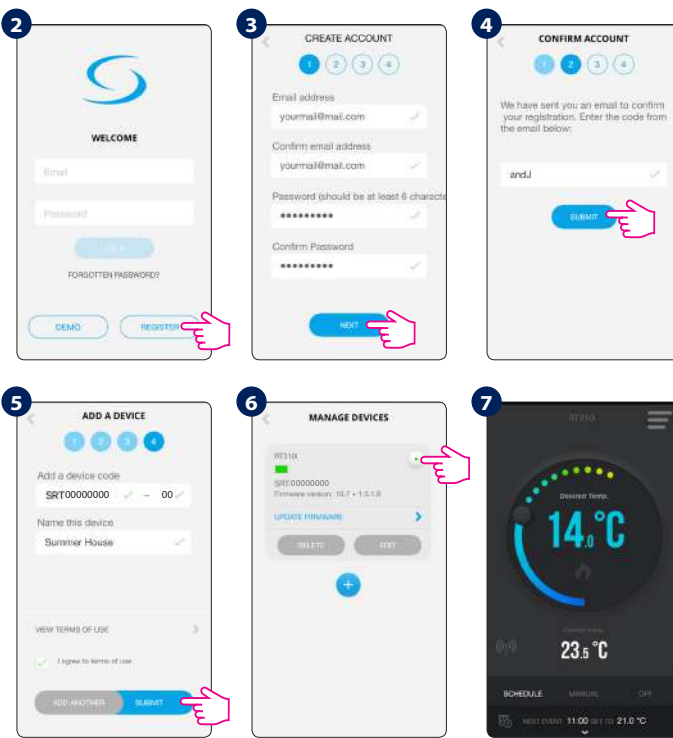 2
WELCOME
Email
Password
LOG IN
FORGOTTEN PASSWORD?
DEMO
REGISTER
3
CREATE ACCOUNT
1 2 3 4
Email address
yourmail@mail.com
Confirm email address
yourmail@mail.com
Password (should be at least 6 characte
•••••••••
Confirm Password
•••••••••
NEXT
4
CONFIRM ACCOUNT
1 2 3 4
We have sent you an email to confirm
your registration. Enter the code from
the email below:
andJ
SUBMIT
5
ADD A DEVICE
1 2 3 4
Add a device code
SRT00000000 – 00
Name this device
Summer House
VIEW TERMS OF USE
I agree to terms of use
ADD ANOTHER
SUBMIT
6
MANAGE DEVICES
RT310i
SRT00000000
Firmware version:
UPDATE FIRMWARE
DELETE
EDIT
+
7
RT310i
Desired Temp.
14.0 °C
23.5 °C
SCHEDULE MANUAL OFF
NEXT EVENT 11:00 SET TO 21.0 °C